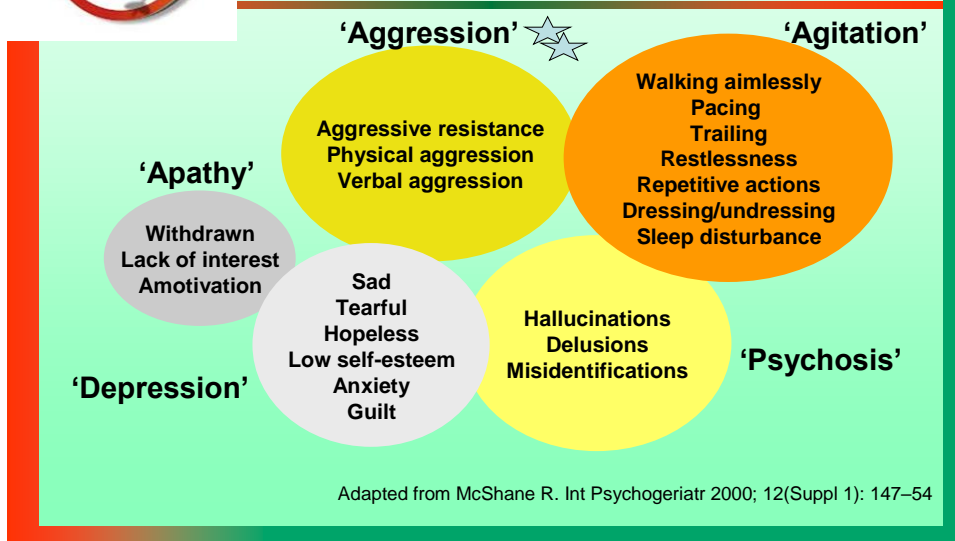 ‘Aggression’
‘Agitation’
Aggressive resistance
Physical aggression
Verbal aggression
Walking aimlessly
Pacing
Trailing
Restlessness
Repetitive actions
Dressing/undressing
Sleep disturbance
‘Apathy’
Withdrawn
Lack of interest
Amotivation
Sad
Tearful
Hopeless
Low self-esteem
Anxiety
Guilt
‘Depression’
Hallucinations
Delusions
Misidentifications
‘Psychosis’
Adapted from McShane R. Int Psychogeriatr 2000; 12(Suppl 1): 147–54